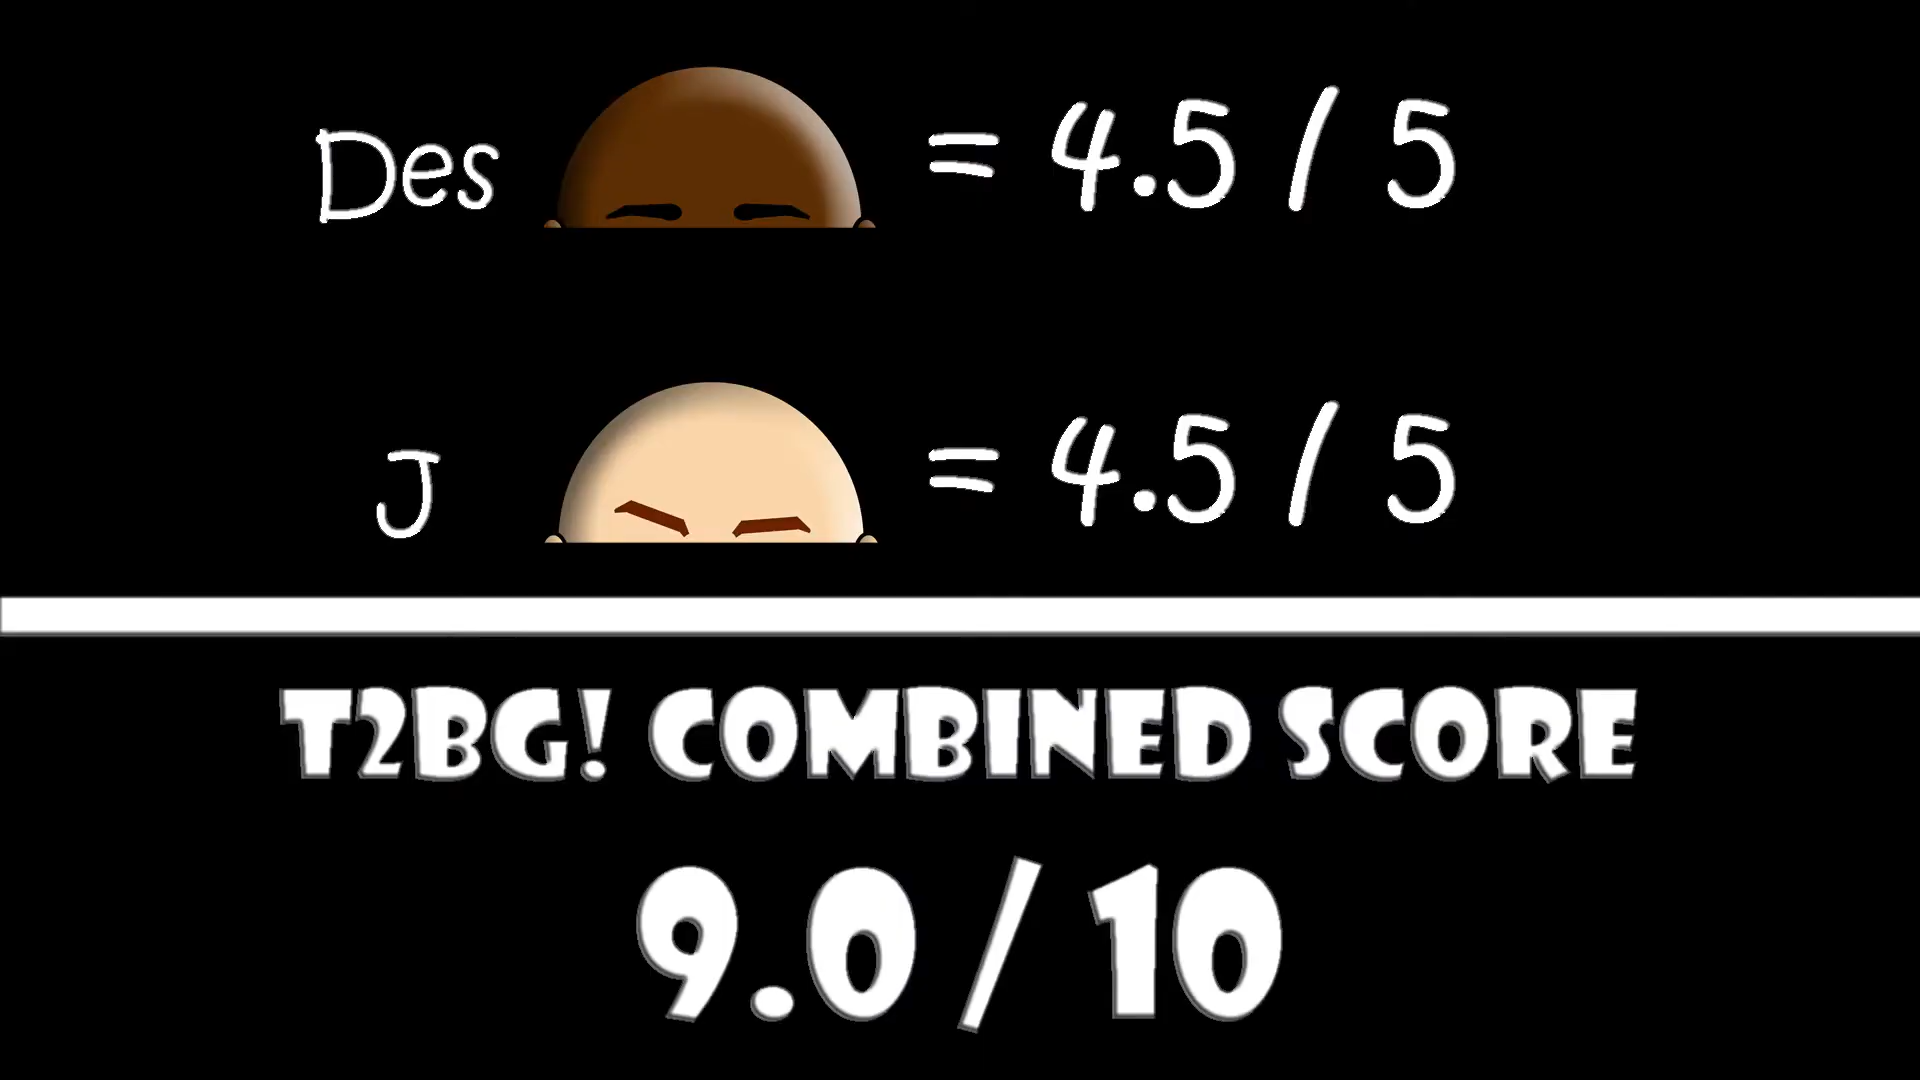 Des = 4.5 / 5
J = 4.5 / 5
T2BG! COMBINED SCORE
9.0 / 10